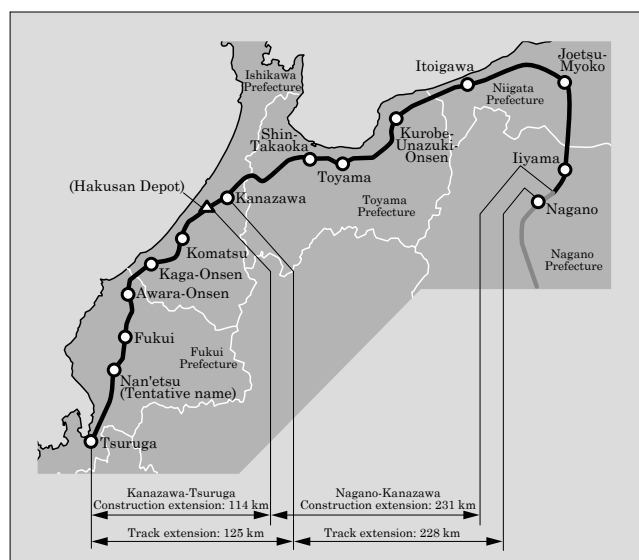 Ishikawa
Prefecture
Itoigawa
Joetsu-
Myoko
Niigata
Prefecture
Shin-
Takaoka
Kurobe-
Unazuki-
Onsen
Iiyama
Toyama
(Hakusan Depot)
Kanazawa
Toyama
Prefecture
Nagano
Komatsu
Nagano
Prefecture
Kaga-Onsen
Awara-Onsen
Fukui
Fukui
Prefecture
Nan'etsu
(Tentative name)
Tsuruga
Kanazawa-Tsuruga
Construction extension: 114 km
Nagano-Kanazawa
Construction extension: 231 km
Track extension: 125 km
Track extension: 228 km